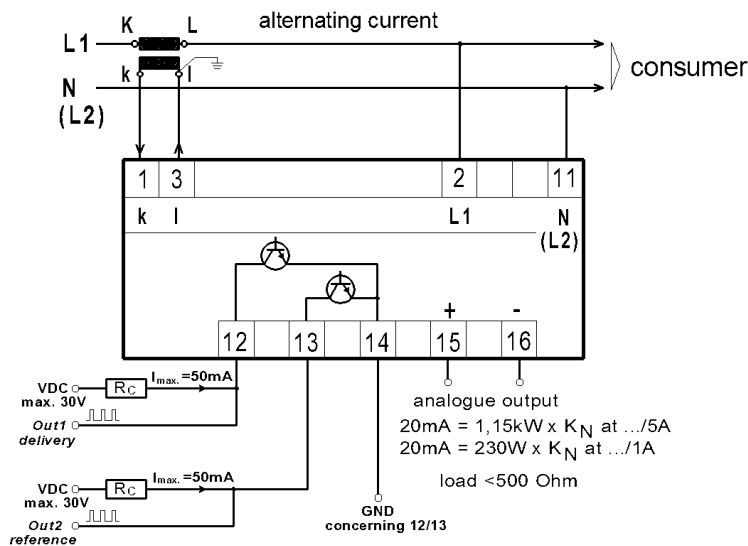 alternating current
K L
L1
k l
N
(L2)
consumer
1 3 2 11
k l L1 N
(L2)
+ -
12 13 14 15 16
VDC
max. 30V
RC
Imax.=50mA
Out1
delivery
analogue output
20mA = 1,15kW x KN at .../5A
20mA = 230W x KN at .../1A
load <500 Ohm
VDC
max. 30V
RC
Imax.=50mA
Out2
reference
GND
concerning 12/13